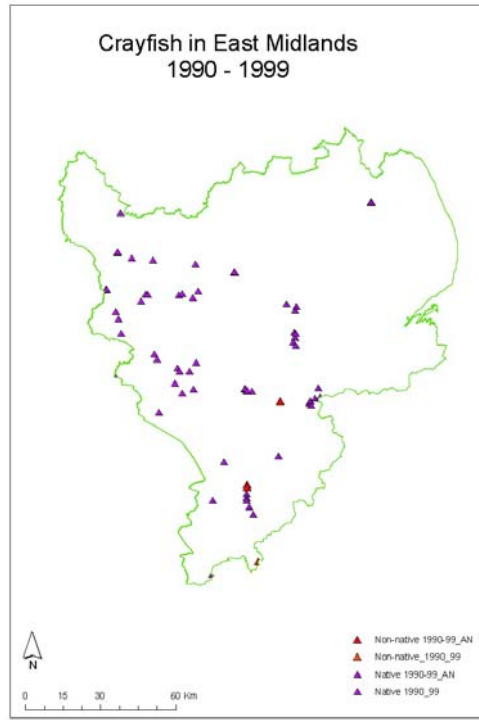 Crayfish in East Midlands
1990 - 1999
N
0 15 30 60 Km
Non-native 1990-99_AN
Non-native_1990_99
Native 1990-99_AN
Native 1990_99